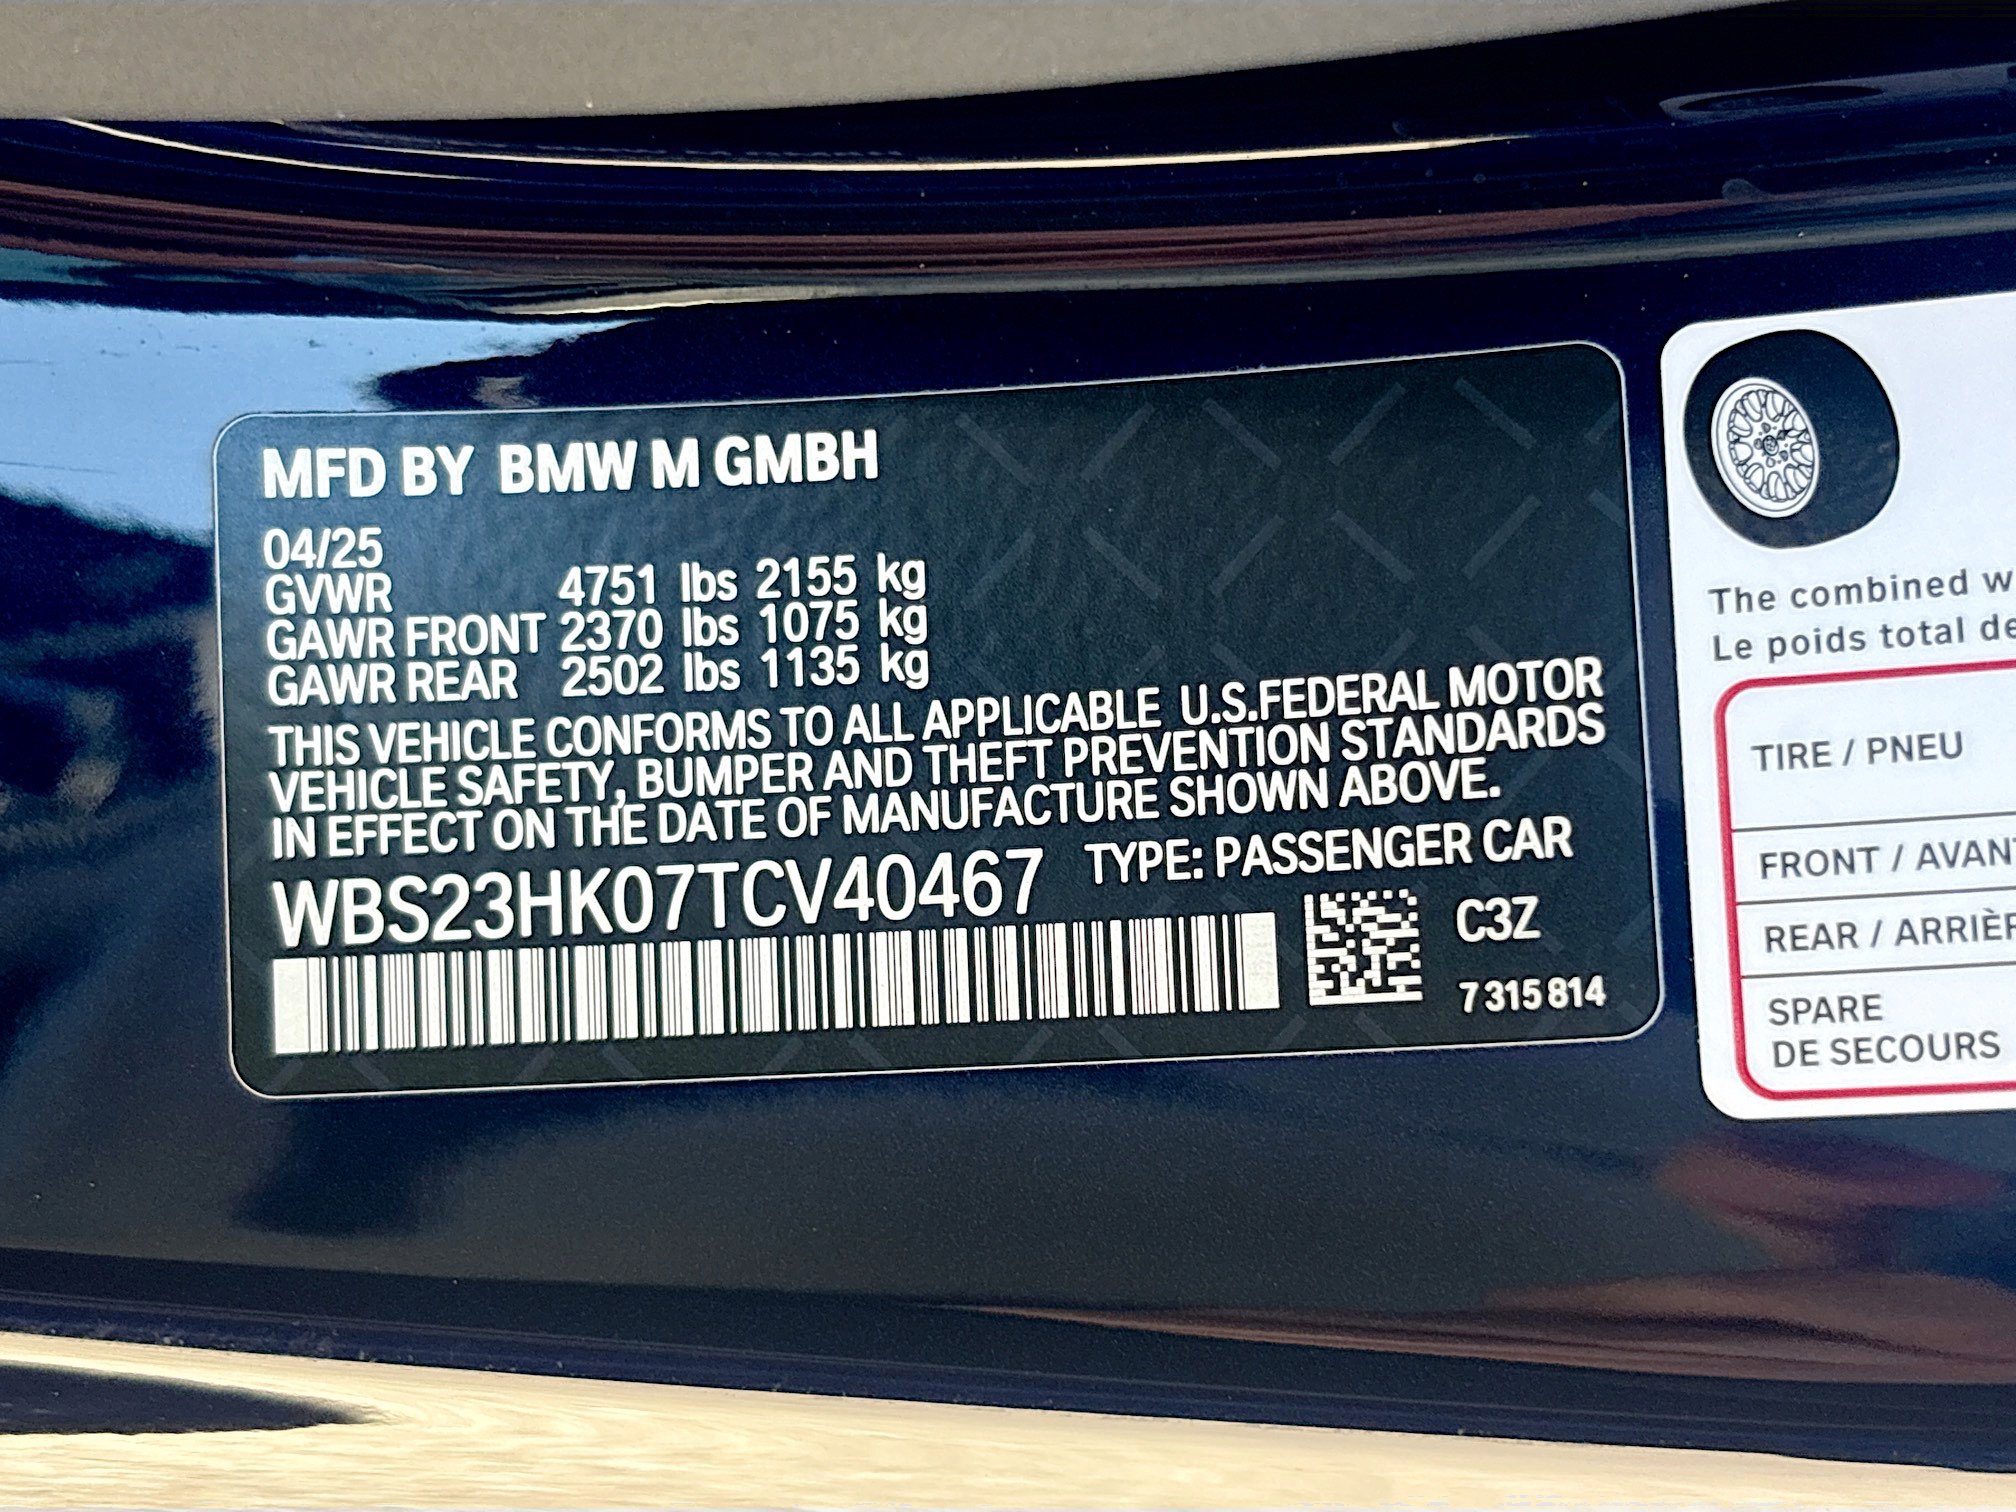 MFD BY BMW M GMBH
04/25
GVWR 4751 lbs 2155 kg
GAWR FRONT 2370 lbs 1075 kg
GAWR REAR 2502 lbs 1135 kg
THIS VEHICLE CONFORMS TO ALL APPLICABLE U.S.FEDERAL MOTOR
VEHICLE SAFETY, BUMPER AND THEFT PREVENTION STANDARDS
IN EFFECT ON THE DATE OF MANUFACTURE SHOWN ABOVE.
WBS23HK07TCV40467 TYPE: PASSENGER CAR
C3Z
7 315 814
The combined
Le poids total
TIRE / PNEU
FRONT / AVANT
REAR /
SPARE
DE SECOURS